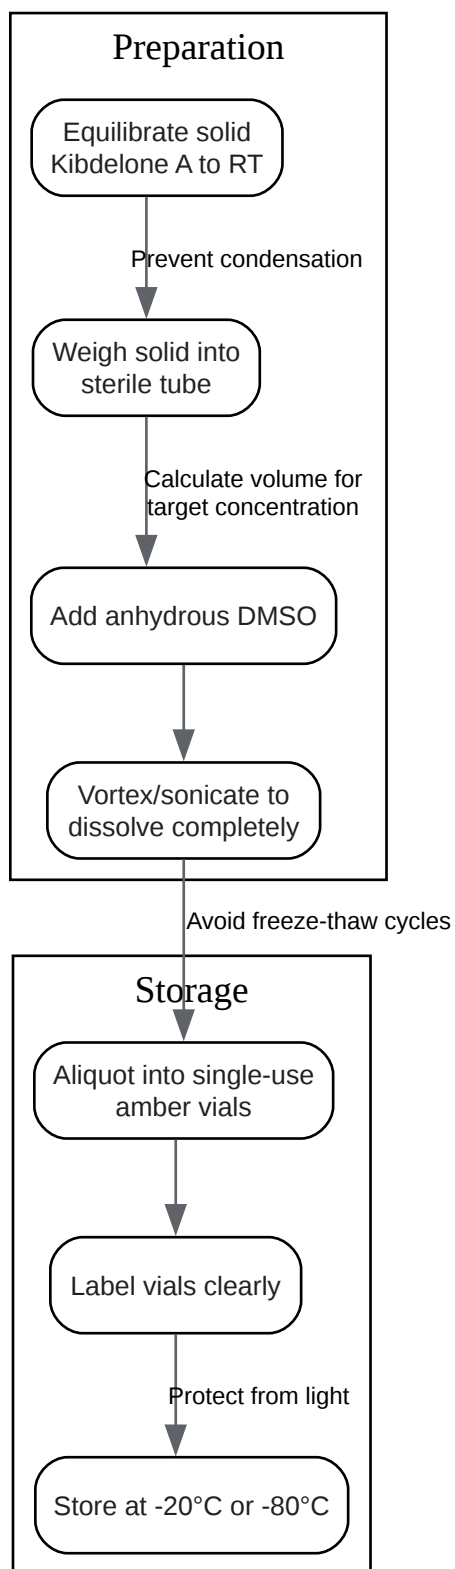 Preparation
Equilibrate solid
Kibdelone A to RT
Prevent condensation
Weigh solid into
sterile tube
Calculate volume for
target concentration
Add anhydrous DMSO
Vortex/sonicate to
dissolve completely
Avoid freeze-thaw cycles
Storage
Aliquot into single-use
amber vials
Label vials clearly
Protect from light
Store at -20°C or -80°C